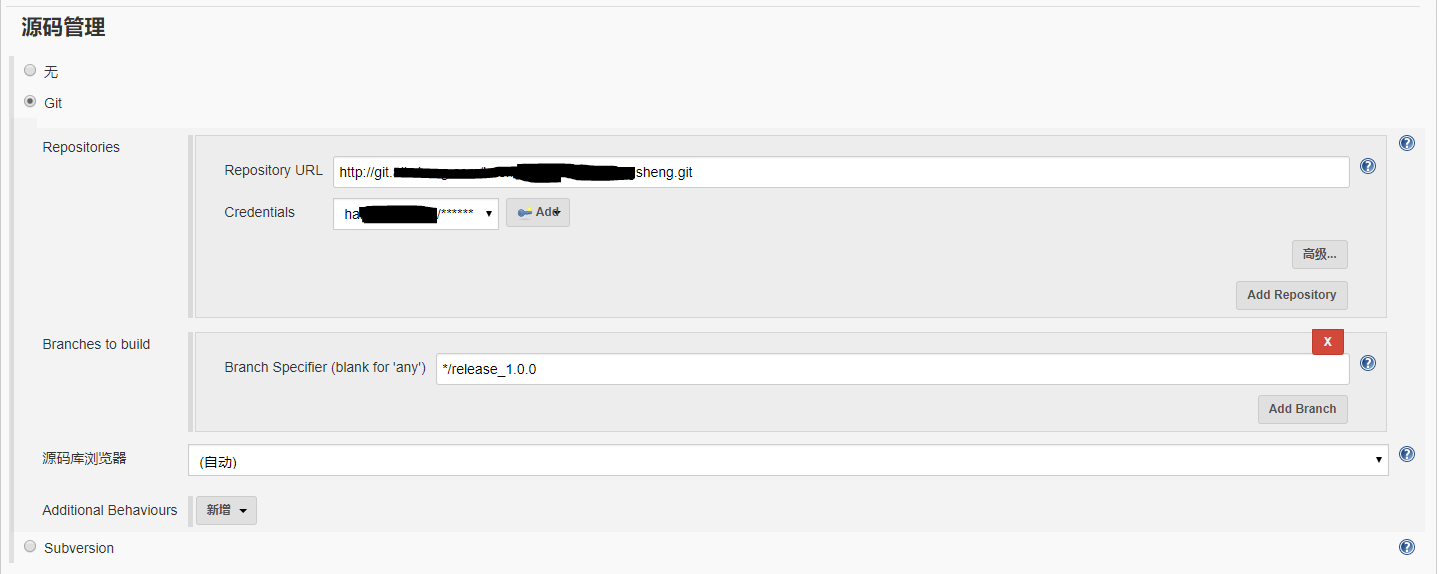 源码管理
无
Git
Repositories
Repository URL http://git. sheng.git
Credentials ha /****** Add
高级...
Add Repository
Branches to build
X
Branch Specifier (blank for 'any') */release_1.0.0
Add Branch
源码库浏览器 (自动)
Additional Behaviours 新增
Subversion